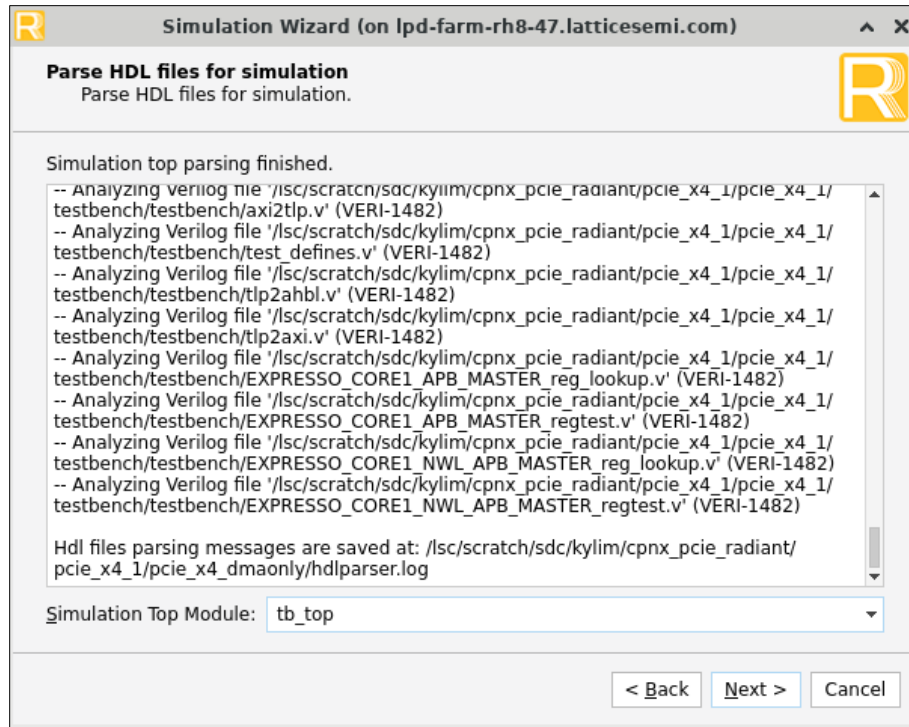 Simulation Wizard (on lpd-farm-rh8-47.latticesemi.com)
Parse HDL files for simulation
Parse HDL files for simulation.
Simulation top parsing finished.
-- Analyzing Verilog file '/lsc/scratch/sdc/kylim/cpnx_pcie_radiant/pcie_x4_1/pcie_x4_1/
testbench/testbench/axi2tlp.v' (VERI-1482)
-- Analyzing Verilog file '/lsc/scratch/sdc/kylim/cpnx_pcie_radiant/pcie_x4_1/pcie_x4_1/
testbench/testbench/test_defines.v' (VERI-1482)
-- Analyzing Verilog file '/lsc/scratch/sdc/kylim/cpnx_pcie_radiant/pcie_x4_1/pcie_x4_1/
testbench/testbench/tlp2ahbl.v' (VERI-1482)
-- Analyzing Verilog file '/lsc/scratch/sdc/kylim/cpnx_pcie_radiant/pcie_x4_1/pcie_x4_1/
testbench/testbench/tlp2axi.v' (VERI-1482)
-- Analyzing Verilog file '/lsc/scratch/sdc/kylim/cpnx_pcie_radiant/pcie_x4_1/pcie_x4_1/
testbench/testbench/EXPRESSO_CORE1_APB_MASTER_reg_lookup.v' (VERI-1482)
-- Analyzing Verilog file '/lsc/scratch/sdc/kylim/cpnx_pcie_radiant/pcie_x4_1/pcie_x4_1/
testbench/testbench/EXPRESSO_CORE1_APB_MASTER_regtest.v' (VERI-1482)
-- Analyzing Verilog file '/lsc/scratch/sdc/kylim/cpnx_pcie_radiant/pcie_x4_1/pcie_x4_1/
testbench/testbench/EXPRESSO_CORE1_NWL_APB_MASTER_reg_lookup.v' (VERI-1482)
-- Analyzing Verilog file '/lsc/scratch/sdc/kylim/cpnx_pcie_radiant/pcie_x4_1/pcie_x4_1/
testbench/testbench/EXPRESSO_CORE1_NWL_APB_MASTER_regtest.v' (VERI-1482)
Hdl files parsing messages are saved at: /lsc/scratch/sdc/kylim/cpnx_pcie_radiant/
pcie_x4_1/pcie_x4_dmaonly/hdlparser.log
Simulation Top Module: tb_top
< Back Next > Cancel